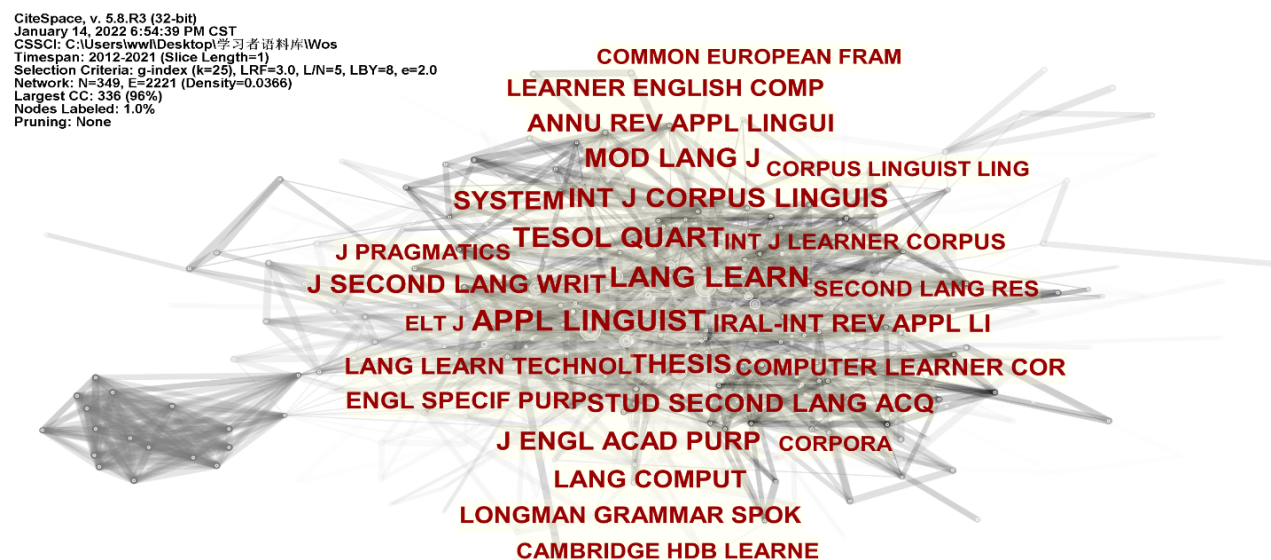 CiteSpace, v. 5.8.R3 (32-bit)
January 14, 2022 6:54:39 PM CST
CSSCI: C:\Users\wwl\Desktop\学习者语料库\Wos
Timespan: 2012-2021 (Slice Length=1)
Selection Criteria: g-index (k=25), LRF=3.0, L/N=5, LBY=8, e=2.0
Network: N=349, E=2221 (Density=0.0366)
Largest CC: 336 (96%)
Nodes Labeled: 1.0%
Pruning: None
COMMON EUROPEAN FRAM
LEARNER ENGLISH COMP
ANNU REV APPL LINGUI
MOD LANG J
CORPUS LINGUIST LING
SYSTEM
INT J CORPUS LINGUIS
TESOL QUART
INT J LEARNER CORPUS
J PRAGMATICS
LANG LEARN
J SECOND LANG WRIT
SECOND LANG RES
ELT J
APPL LINGUIST
IRAL-INT REV APPL LI
LANG LEARN TECHNOL
THESIS
COMPUTER LEARNER COR
ENGL SPECIF PURP
STUD SECOND LANG ACQ
J ENGL ACAD PURP
CORPORA
LANG COMPUT
LONGMAN GRAMMAR SPOK
CAMBRIDGE HDB LEARNE